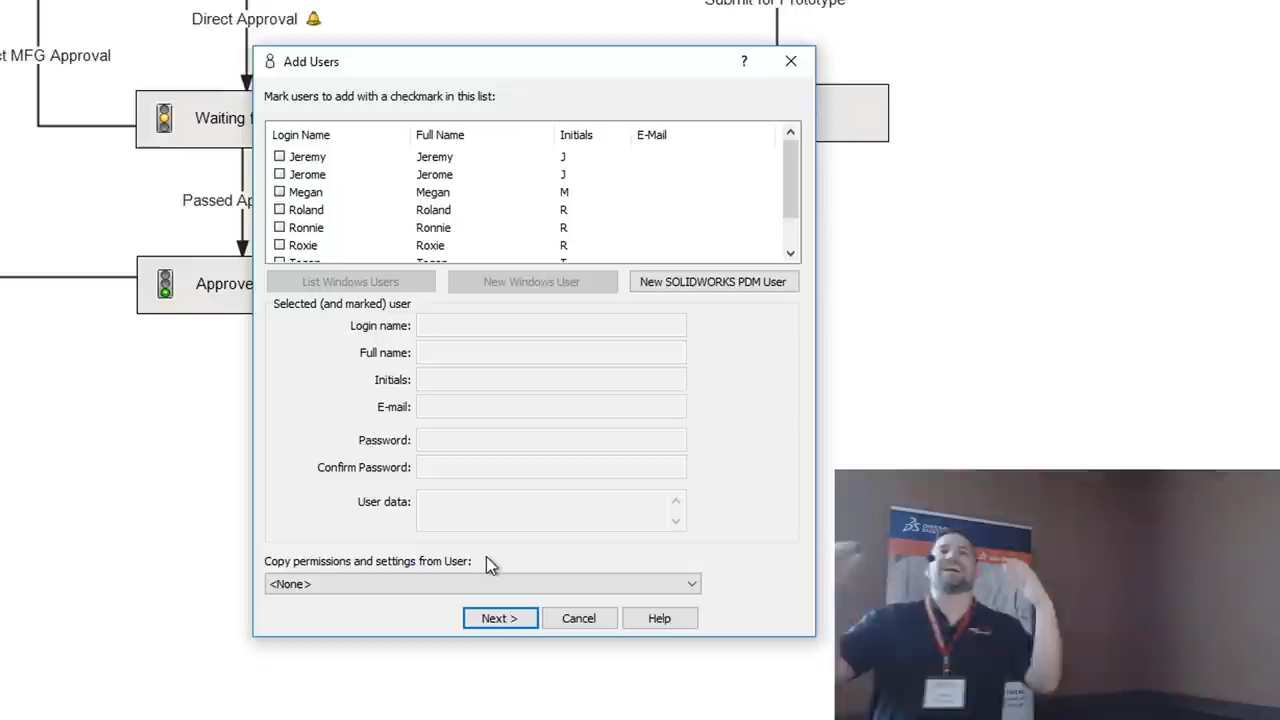 Submit for Prototype
Direct Approval
ct MFG Approval
Add Users
?
Mark users to add with a checkmark in this list:
Login Name Full Name Initials E-Mail
Jeremy Jeremy J
Jerome Jerome J
Megan Megan M
Roland Roland R
Ronnie Ronnie R
Roxie Roxie R
Waiting
Passed Ap
Approve
List Windows Users New Windows User New SOLIDWORKS PDM User
Selected (and marked) user
Login name:
Full name:
Initials:
E-mail:
Password:
Confirm Password:
User data:
Copy permissions and settings from User:
<None>
Next > Cancel Help